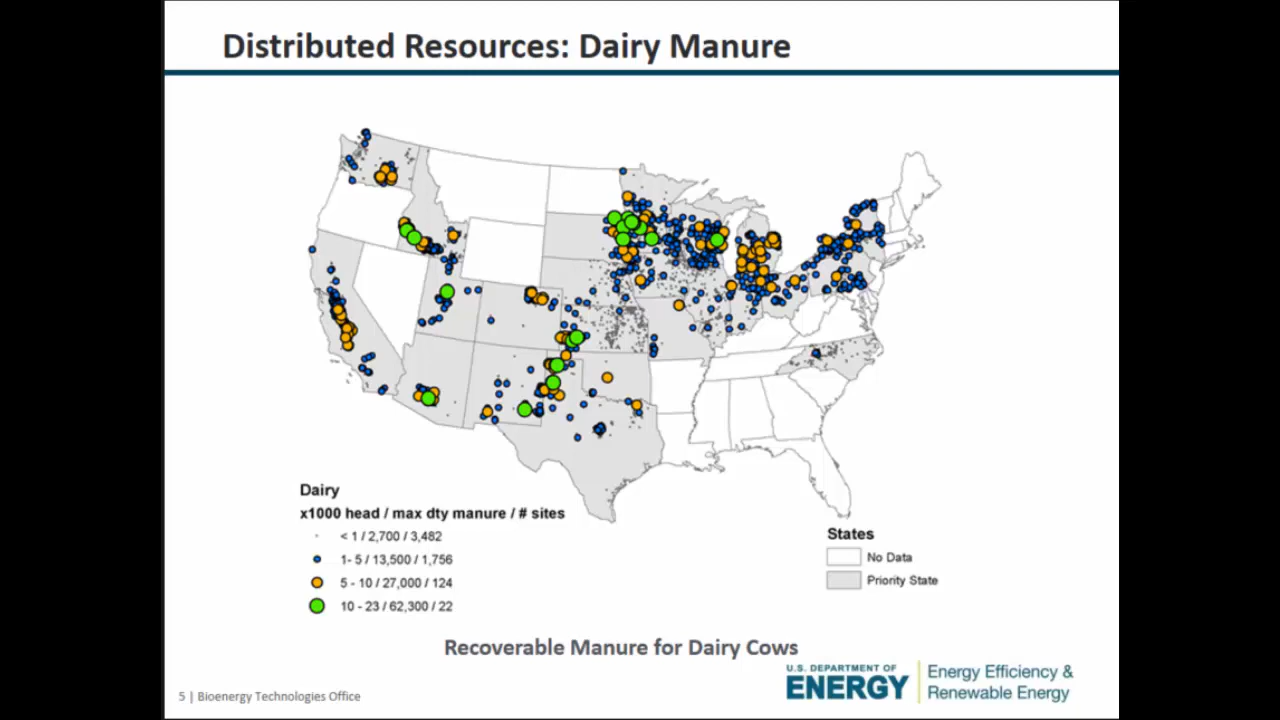 Distributed Resources: Dairy Manure
Dairy
x1000 head / max dty manure / # sites
< 1 / 2,700 / 3,482
1- 5 / 13,500 / 1,756
5 - 10 / 27,000 / 124
10 - 23 / 62,300 / 22
States
No Data
Priority State
Recoverable Manure for Dairy Cows
5 | Bioenergy Technologies Office
U.S. DEPARTMENT OF
ENERGY
Energy Efficiency &
Renewable Energy